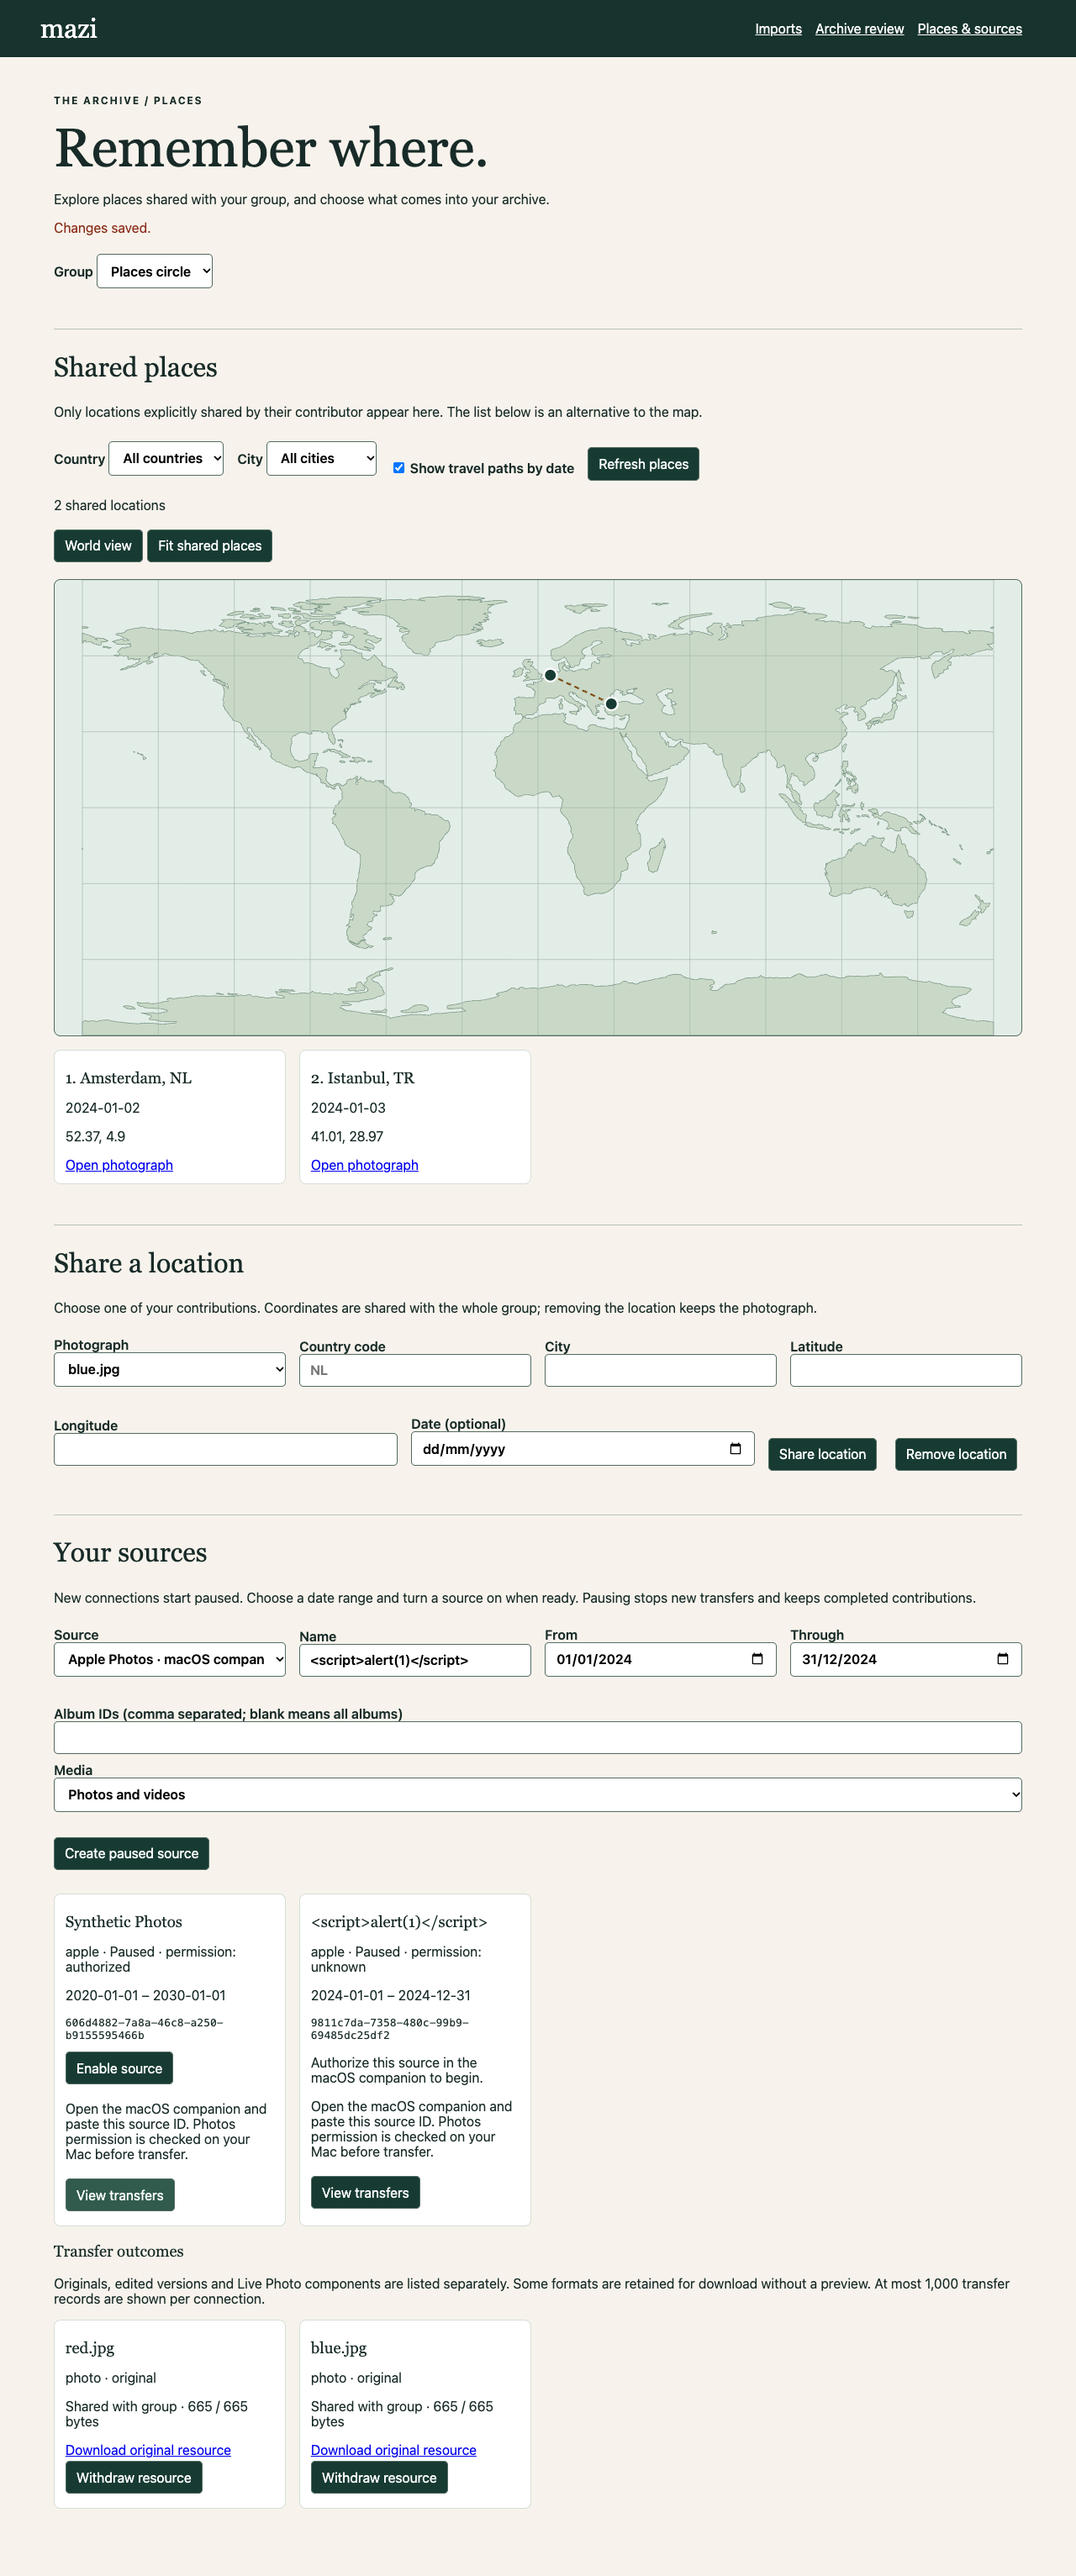 mazi
Imports Archive review Places & sources
THE ARCHIVE / PLACES
Remember where.
Explore places shared with your group, and choose what comes into your archive.
Changes saved.
Group Places circle
Shared places
Only locations explicitly shared by their contributor appear here. The list below is an alternative to the map.
Country All countries City All cities Show travel paths by date Refresh places
2 shared locations
World view Fit shared places
1. Amsterdam, NL
2024-01-02
52.37, 4.9
Open photograph
2. Istanbul, TR
2024-01-03
41.01, 28.97
Open photograph
Share a location
Choose one of your contributions. Coordinates are shared with the whole group; removing the location keeps the photograph.
Photograph Country code City Latitude
blue.jpg NL
Longitude Date (optional)
dd/mm/yyyy Share location Remove location
Your sources
New connections start paused. Choose a date range and turn a source on when ready. Pausing stops new transfers and keeps completed contributions.
Source Name From Through
Apple Photos · macOS compan <script>alert(1)</script> 01/01/2024 31/12/2024
Album IDs (comma separated; blank means all albums)
Media
Photos and videos
Create paused source
Synthetic Photos
apple · Paused · permission:
authorized
2020-01-01 – 2030-01-01
606d4882-7a8a-46c8-a250-
b9155595466b
Enable source
Open the macOS companion and
paste this source ID. Photos
permission is checked on your
Mac before transfer.
View transfers
<script>alert(1)</script>
apple · Paused · permission:
unknown
2024-01-01 – 2024-12-31
9811c7da-7358-480c-99b9-
69485dc25df2
Authorize this source in the
macOS companion to begin.
Open the macOS companion and
paste this source ID. Photos
permission is checked on your
Mac before transfer.
View transfers
Transfer outcomes
Originals, edited versions and Live Photo components are listed separately. Some formats are retained for download without a preview. At most 1,000 transfer
records are shown per connection.
red.jpg
photo · original
Shared with group · 665 / 665
bytes
Download original resource
Withdraw resource
blue.jpg
photo · original
Shared with group · 665 / 665
bytes
Download original resource
Withdraw resource